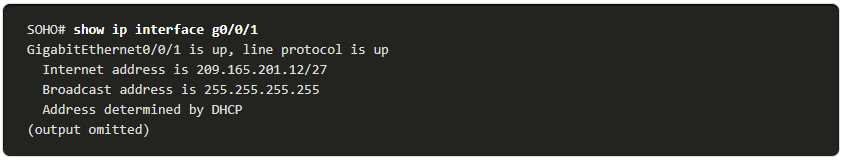 SOHO# show ip interface g0/0/1
GigabitEthernet0/0/1 is up, line protocol is up
Internet address is 209.165.201.12/27
Broadcast address is 255.255.255.255
Address determined by DHCP
(output omitted)